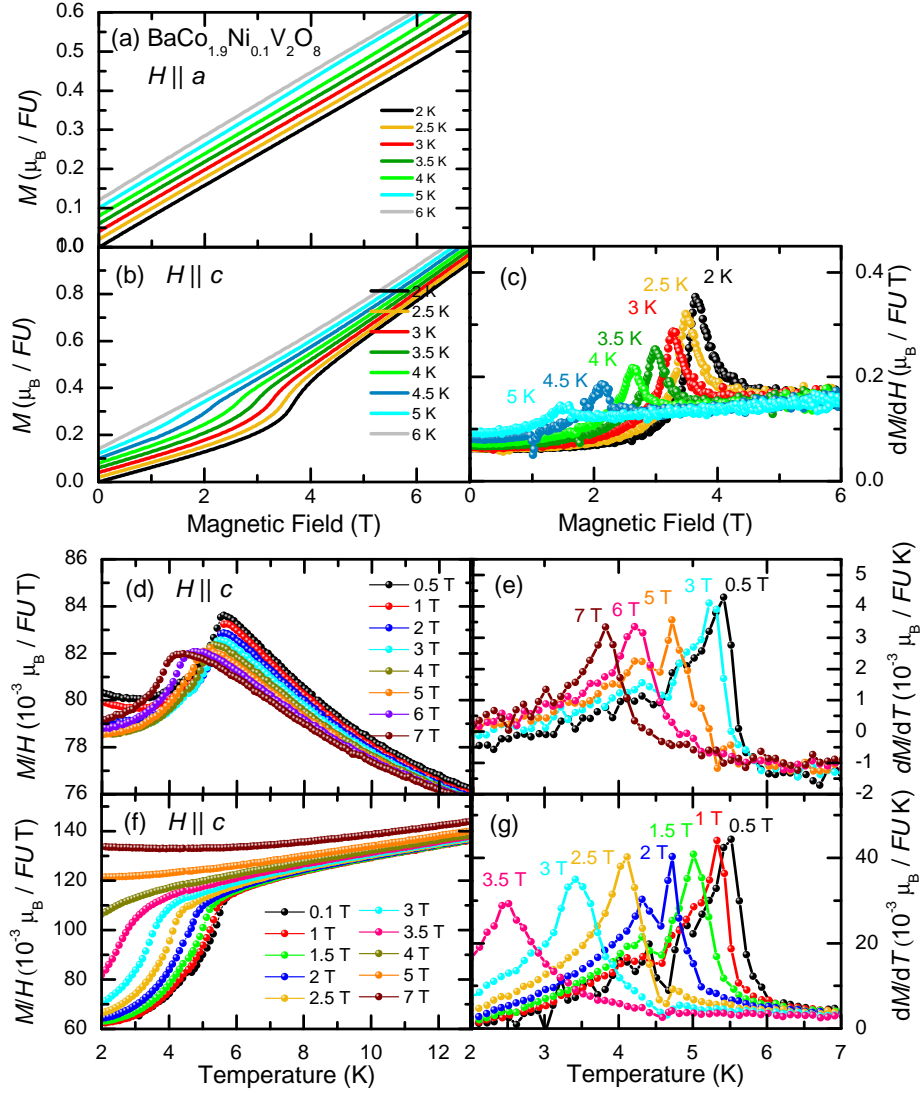 0.6
0.5
0.4
0.3
0.2
0.1
0.0
M (μB / FU)
(a) BaCo1.9Ni0.1V2O8
H || a
2 K
2.5 K
3 K
3.5 K
4 K
5 K
6 K
0.8
0.6
0.4
0.2
0.0
M (μB / FU)
(b) H || c
2 K
2.5 K
3 K
3.5 K
4 K
4.5 K
5 K
6 K
0 2 4 6
Magnetic Field (T)
(c)
2 K
2.5 K
3 K
3.5 K
4 K
4.5 K
5 K
0.4
0.2
0.0
dM/dH (μB / FU T)
0 2 4 6
Magnetic Field (T)
86
84
82
80
78
76
M/H (10-3 μB / FU T)
(d) H || c
0.5 T
1 T
2 T
3 T
4 T
5 T
6 T
7 T
(e)
7 T
6 T
5 T
3 T
0.5 T
5
4
3
2
1
0
-1
-2
dM/dT (10-3 μB / FU K)
140
120
100
80
60
M/H (10-3 μB / FU T)
(f) H || c
0.1 T
1 T
1.5 T
2 T
2.5 T
3 T
3.5 T
4 T
5 T
7 T
2 4 6 8 10 12
Temperature (K)
(g)
3.5 T
3 T
2.5 T
2 T
1.5 T
1 T
0.5 T
40
20
0
dM/dT (10-3 μB / FU K)
2 3 4 5 6 7
Temperature (K)